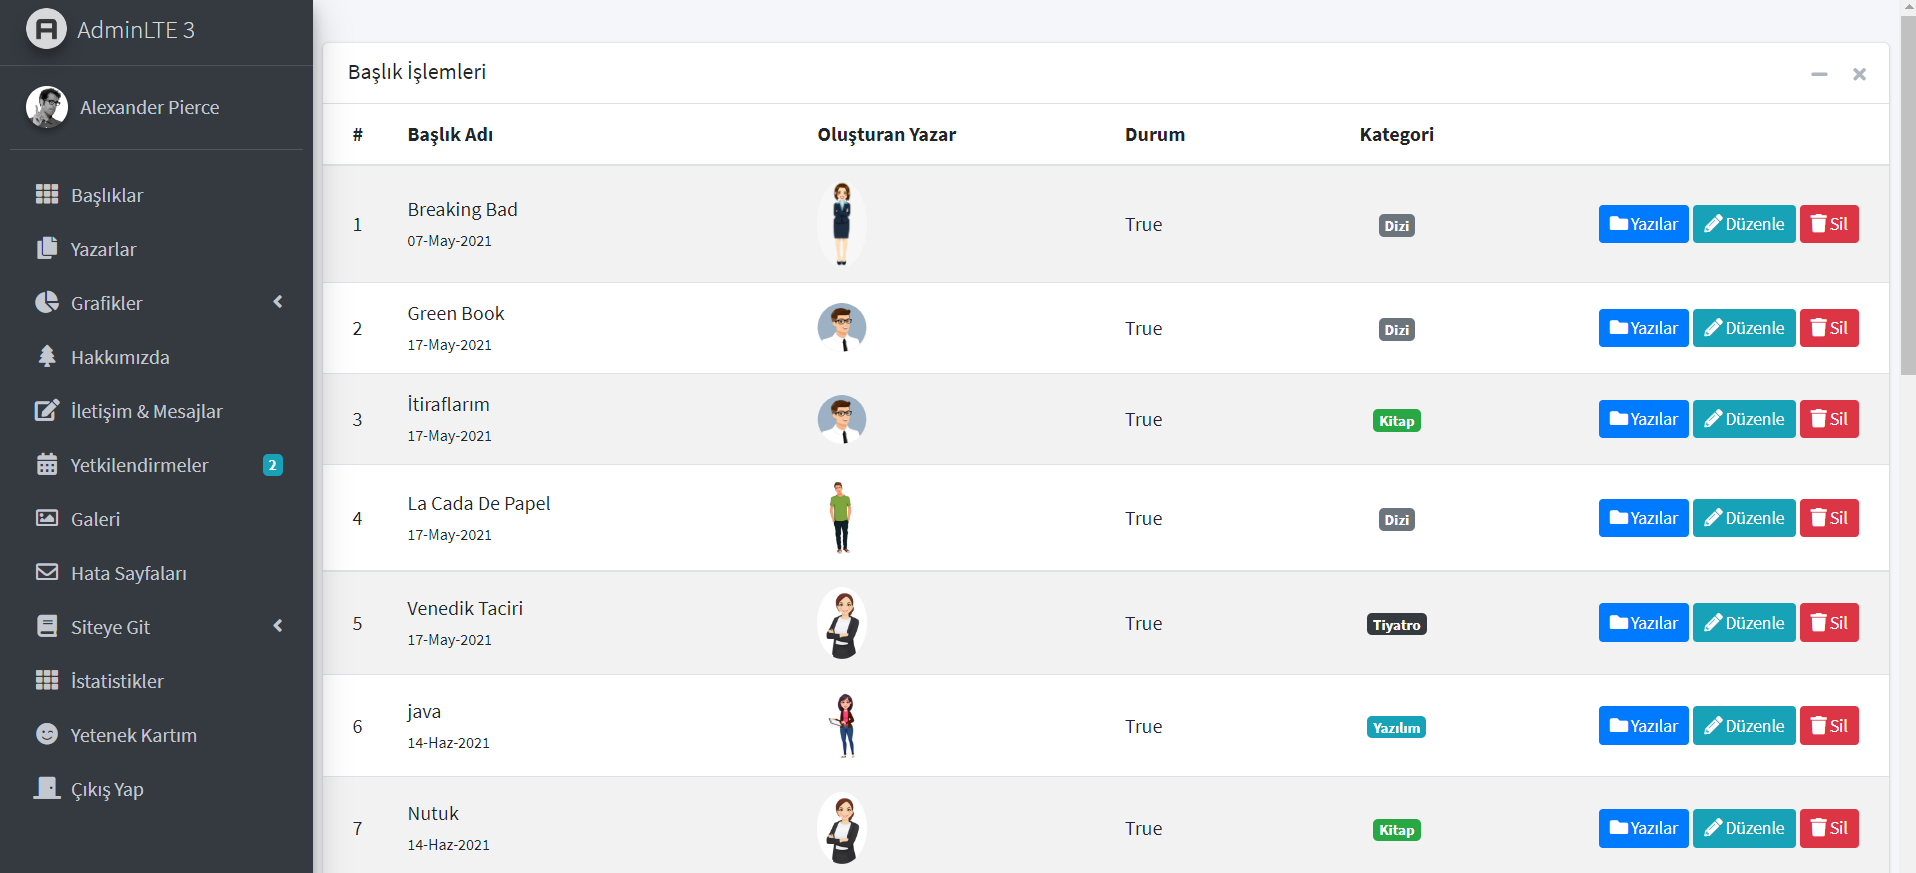 AdminLTE 3
Alexander Pierce
Başlıklar
Yazarlar
Grafikler
Hakkımızda
İletişim & Mesajlar
Yetkilendirmeler 2
Galeri
Hata Sayfaları
Siteye Git
İstatistikler
Yetenek Kartım
Çıkış Yap
Başlık İşlemleri
# Başlık Adı Oluşturan Yazar Durum Kategori
1 Breaking Bad True Dizi Yazılar Düzenle Sil
07-May-2021
2 Green Book True Dizi Yazılar Düzenle Sil
17-May-2021
3 İtiraflarım True Kitap Yazılar Düzenle Sil
17-May-2021
4 La Cada De Papel True Dizi Yazılar Düzenle Sil
17-May-2021
5 Venedik Taciri True Tiyatro Yazılar Düzenle Sil
17-May-2021
6 java True Yazılım Yazılar Düzenle Sil
14-Haz-2021
7 Nutuk True Kitap Yazılar Düzenle Sil
14-Haz-2021